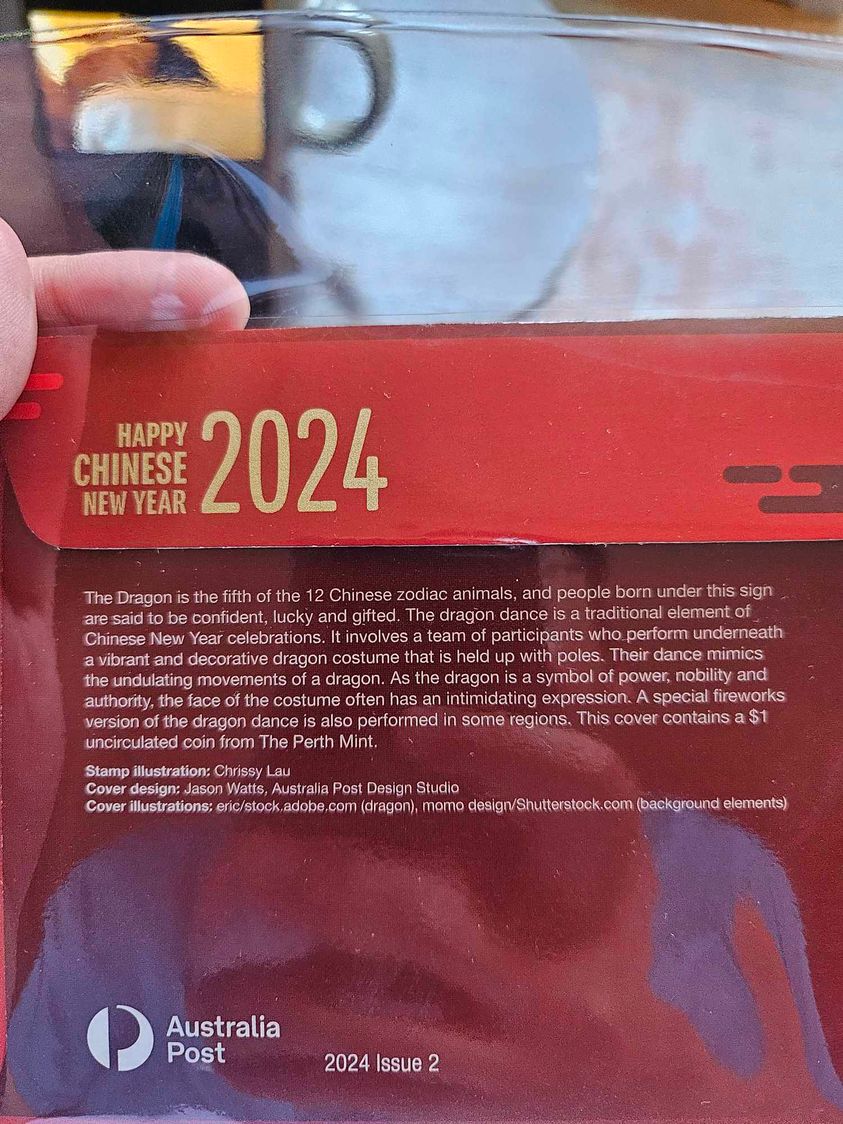 HAPPY
CHINESE
NEW YEAR
2024
The Dragon is the fifth of the 12 Chinese zodiac animals, and people born under this sign
are said to be confident, lucky and gifted. The dragon dance is a traditional element of
Chinese New Year celebrations. It involves a team of participants who perform underneath
a vibrant and decorative dragon costume that is held up with poles. Their dance mimics
the undulating movements of a dragon. As the dragon is a symbol of power, nobility and
authority, the face of the costume often has an intimidating expression. A special fireworks
version of the dragon dance is also performed in some regions. This cover contains a $1
uncirculated coin from The Perth Mint.
Stamp illustration: Chrissy Lau
Cover design: Jason Watts, Australia Post Design Studio
Cover illustrations: eric/stock.adobe.com (dragon), momo design/Shutterstock.com (background elements)
Australia
Post
2024 Issue 2